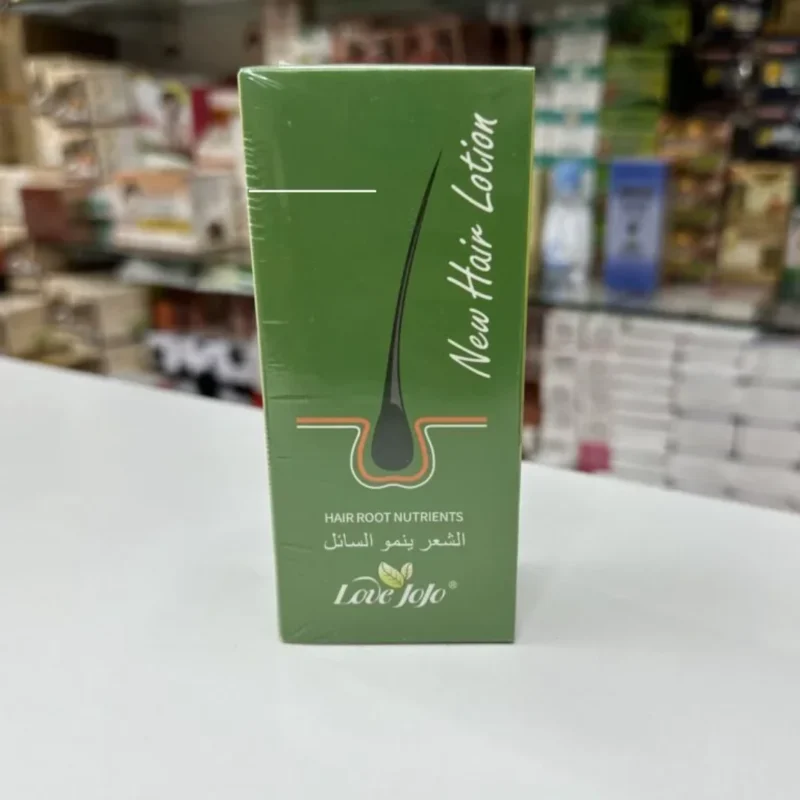 New Hair Lotion
HAIR ROOT NUTRIENTS
الشعر ينمو السائل
Love JoJo®